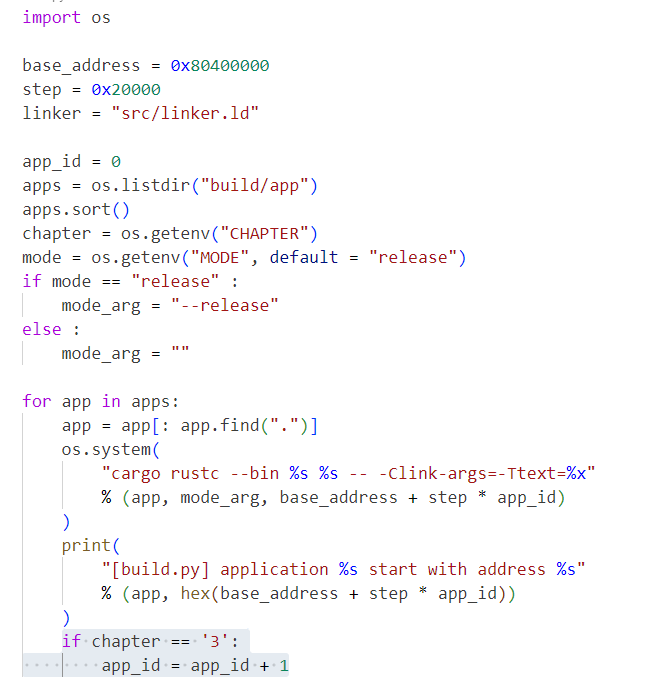 import os

base_address = 0x80400000
step = 0x20000
linker = "src/linker.ld"

app_id = 0
apps = os.listdir("build/app")
apps.sort()
chapter = os.getenv("CHAPTER")
mode = os.getenv("MODE", default = "release")
if mode == "release" :
    mode_arg = "--release"
else :
    mode_arg = ""

for app in apps:
    app = app[: app.find(".")]
    os.system(
        "cargo rustc --bin %s %s -- -Clink-args=-Ttext=%x"
        % (app, mode_arg, base_address + step * app_id)
    )
    print(
        "[build.py] application %s start with address %s"
        % (app, hex(base_address + step * app_id))
    )
    if chapter == '3':
        app_id = app_id + 1